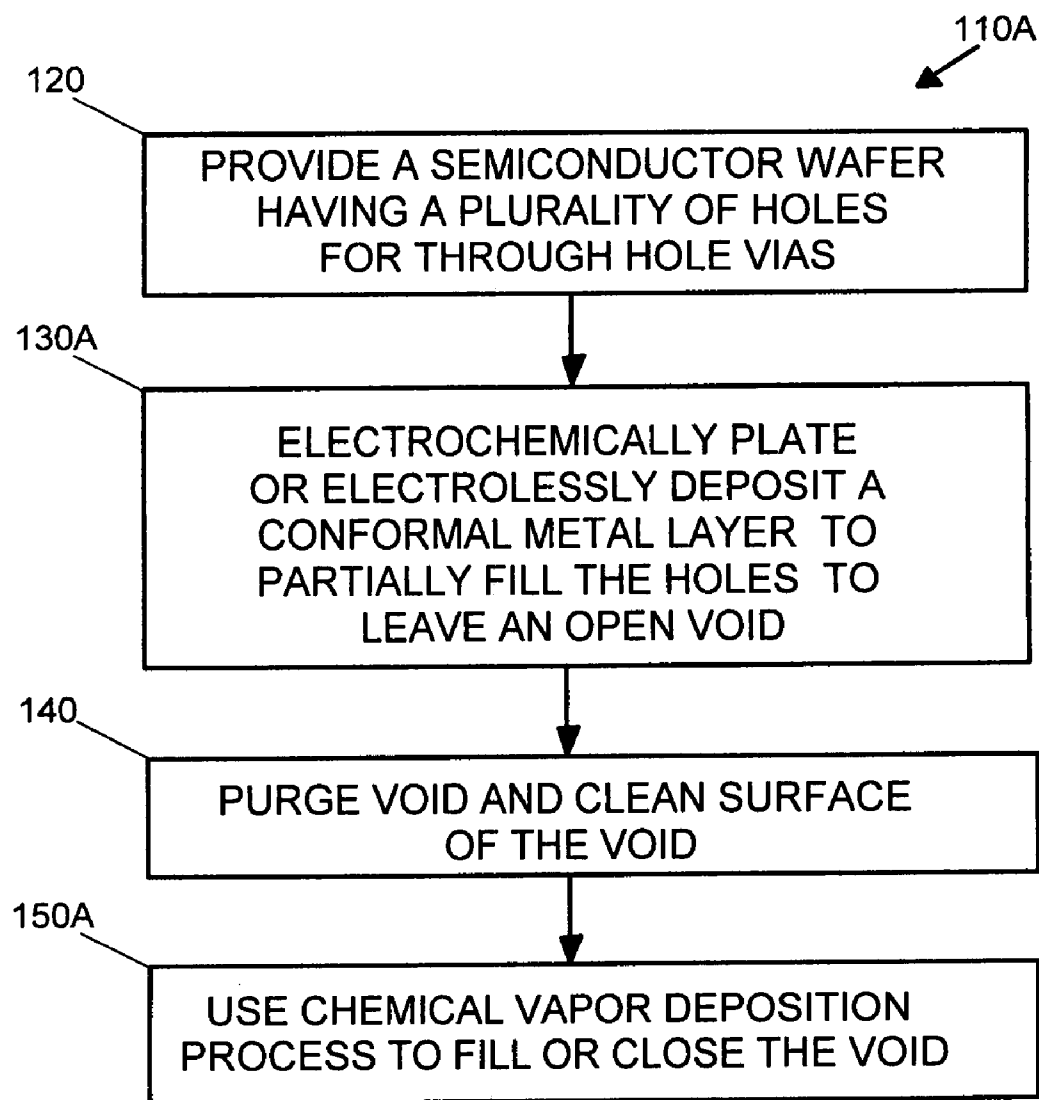 110A
120
PROVIDE A SEMICONDUCTOR WAFER
HAVING A PLURALITY OF HOLES
FOR THROUGH HOLE VIAS
130A
ELECTROCHEMICALLY PLATE
OR ELECTROLESSLY DEPOSIT A
CONFORMAL METAL LAYER TO
PARTIALLY FILL THE HOLES TO
LEAVE AN OPEN VOID
140
PURGE VOID AND CLEAN SURFACE
OF THE VOID
150A
USE CHEMICAL VAPOR DEPOSITION
PROCESS TO FILL OR CLOSE THE VOID